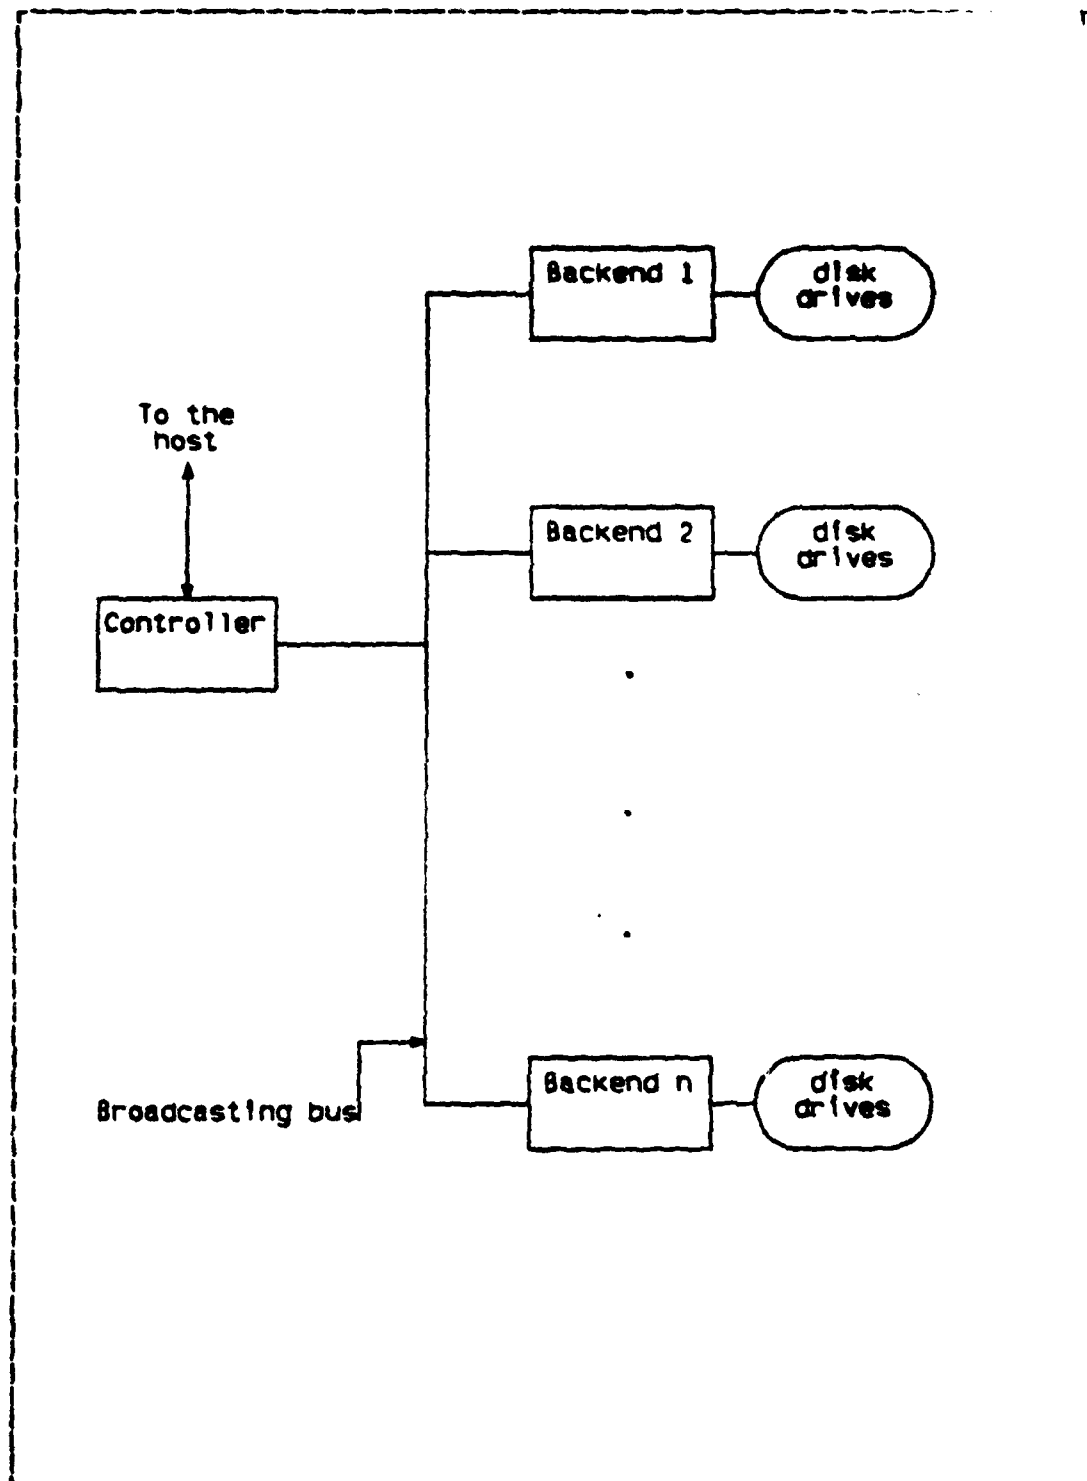 Backend 1
disk
drives
To the
host
Backend 2
disk
drives
Controller
Broadcasting bus
Backend n
disk
drives